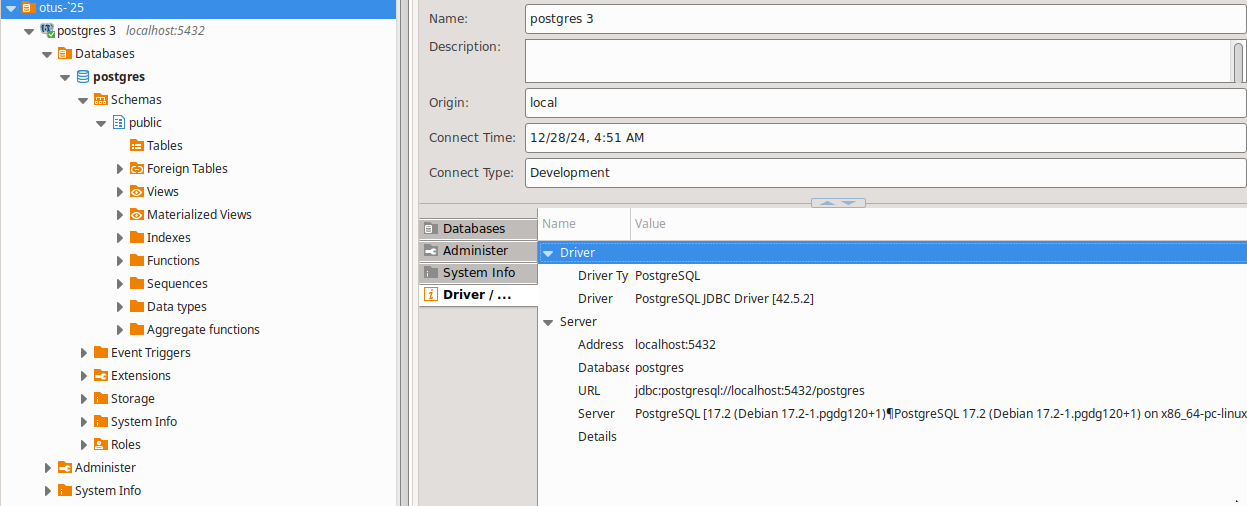 otus-`25
postgres 3 localhost:5432
Databases
postgres
Schemas
public
Tables
Foreign Tables
Views
Materialized Views
Indexes
Functions
Sequences
Data types
Aggregate functions
Event Triggers
Extensions
Storage
System Info
Roles
Administer
System Info
Name: postgres 3
Description:
Origin: local
Connect Time: 12/28/24, 4:51 AM
Connect Type: Development
Databases
Administer
System Info
Driver / ...
Name Value
Driver
Driver Ty PostgreSQL
Driver PostgreSQL JDBC Driver [42.5.2]
Server
Address localhost:5432
Database postgres
URL jdbc:postgresql://localhost:5432/postgres
Server PostgreSQL [17.2 (Debian 17.2-1.pgdg120+1)¶PostgreSQL 17.2 (Debian 17.2-1.pgdg120+1) on x86_64-pc-linux
Details